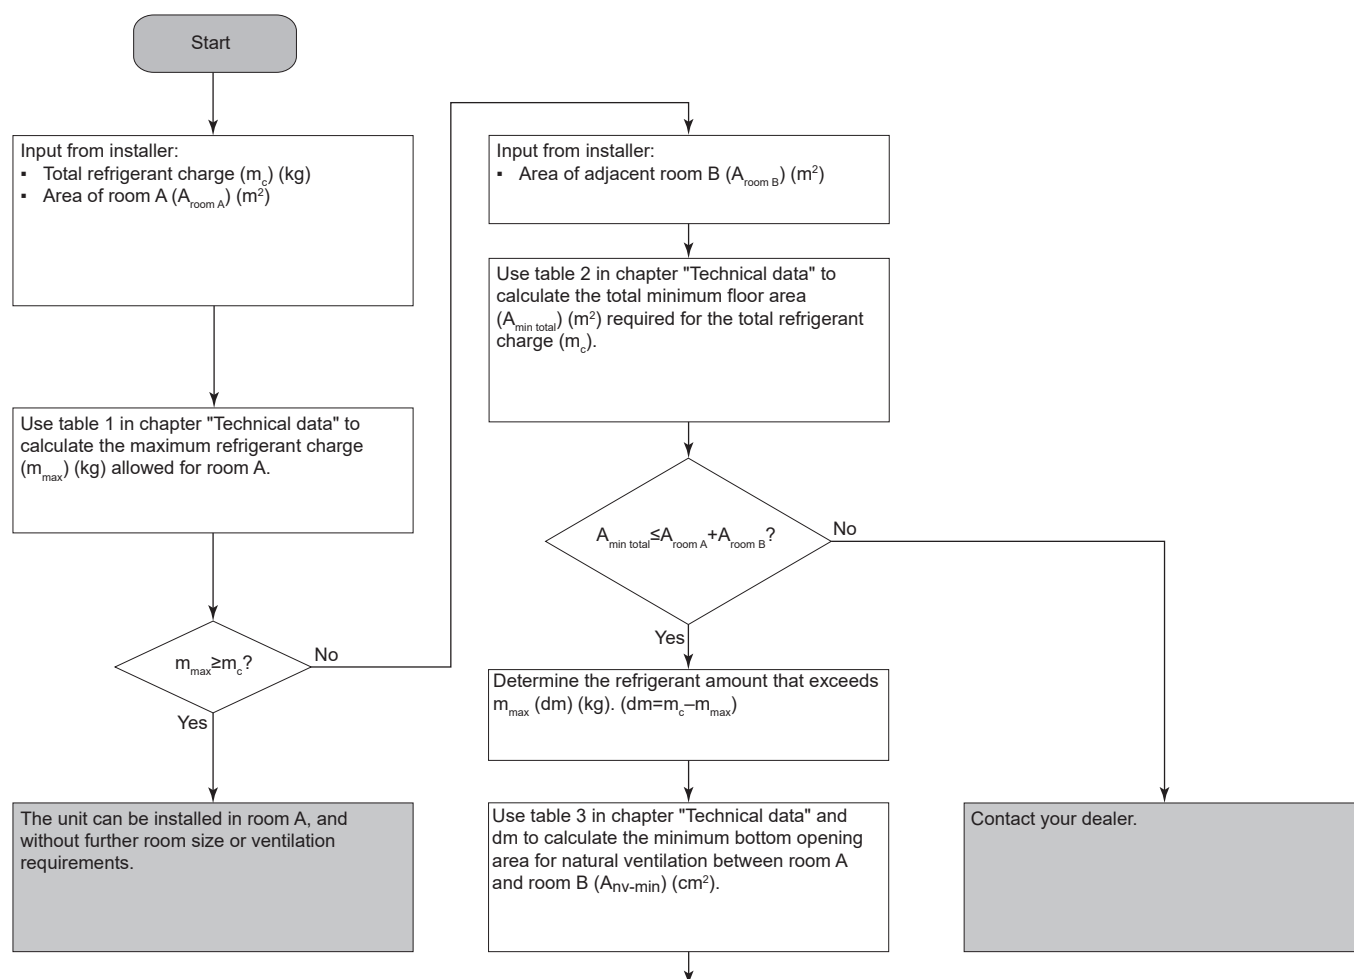 Start
Input from installer:
▪ Total refrigerant charge (mc) (kg)
▪ Area of room A (Aroom A) (m²)
Use table 1 in chapter "Technical data" to
calculate the maximum refrigerant charge
(mmax) (kg) allowed for room A.
mmax≥mc?
No
Yes
The unit can be installed in room A, and
without further room size or ventilation
requirements.
Input from installer:
▪ Area of adjacent room B (Aroom B) (m²)
Use table 2 in chapter "Technical data" to
calculate the total minimum floor area
(Amin total) (m²) required for the total refrigerant
charge (mc).
Amin total≤Aroom A+Aroom B?
No
Yes
Determine the refrigerant amount that exceeds
mmax (dm) (kg). (dm=mc–mmax)
Use table 3 in chapter "Technical data" and
dm to calculate the minimum bottom opening
area for natural ventilation between room A
and room B (Anv-min) (cm²).
Contact your dealer.